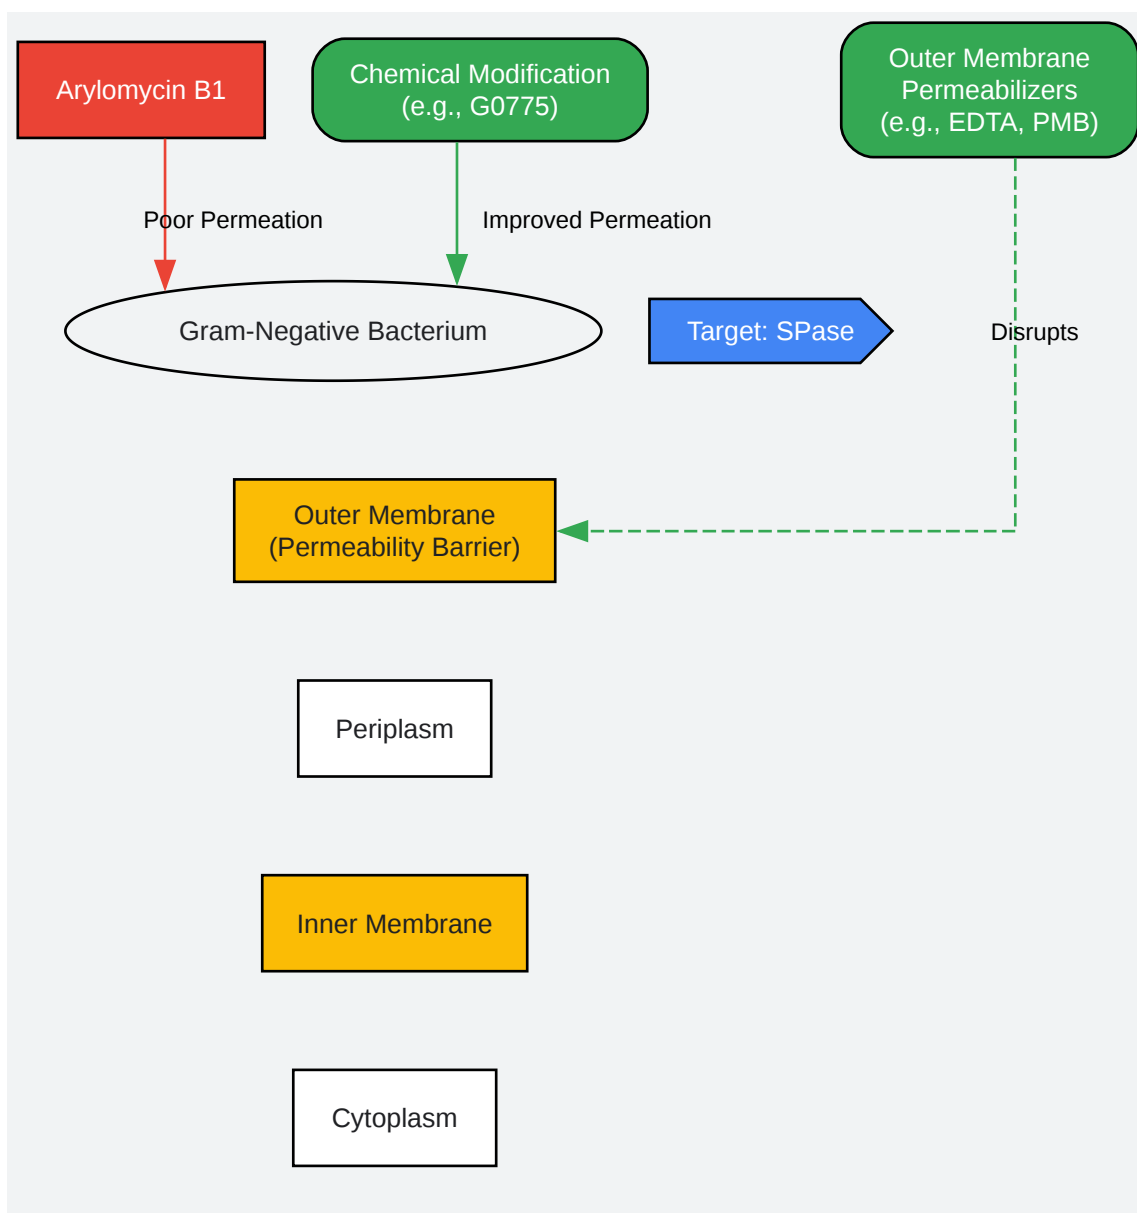 Arylomycin B1
Chemical Modification
(e.g., G0775)
Outer Membrane
Permeabilizers
(e.g., EDTA, PMB)
Poor Permeation
Improved Permeation
Gram-Negative Bacterium
Target: SPase
Disrupts
Outer Membrane
(Permeability Barrier)
Periplasm
Inner Membrane
Cytoplasm